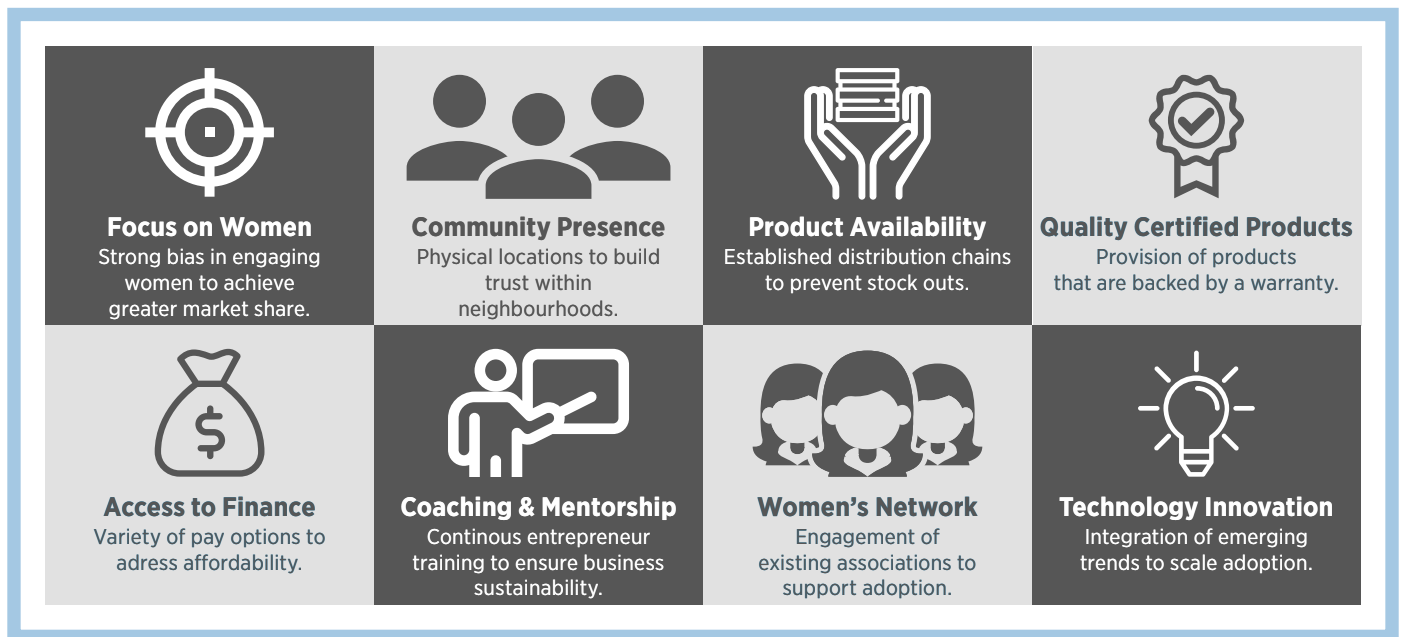 Focus on Women
Strong bias in engaging
women to achieve
greater market share.
Community Presence
Physical locations to build
trust within
neighbourhoods.
Product Availability
Established distribution chains
to prevent stock outs.
Quality Certified Products
Provision of products
that are backed by a warranty.
$
Access to Finance
Variety of pay options to
adress affordability.
Coaching & Mentorship
Continous entrepreneur
training to ensure business
sustainability.
Women's Network
Engagement of
existing associations to
support adoption.
Technology Innovation
Integration of emerging
trends to scale adoption.